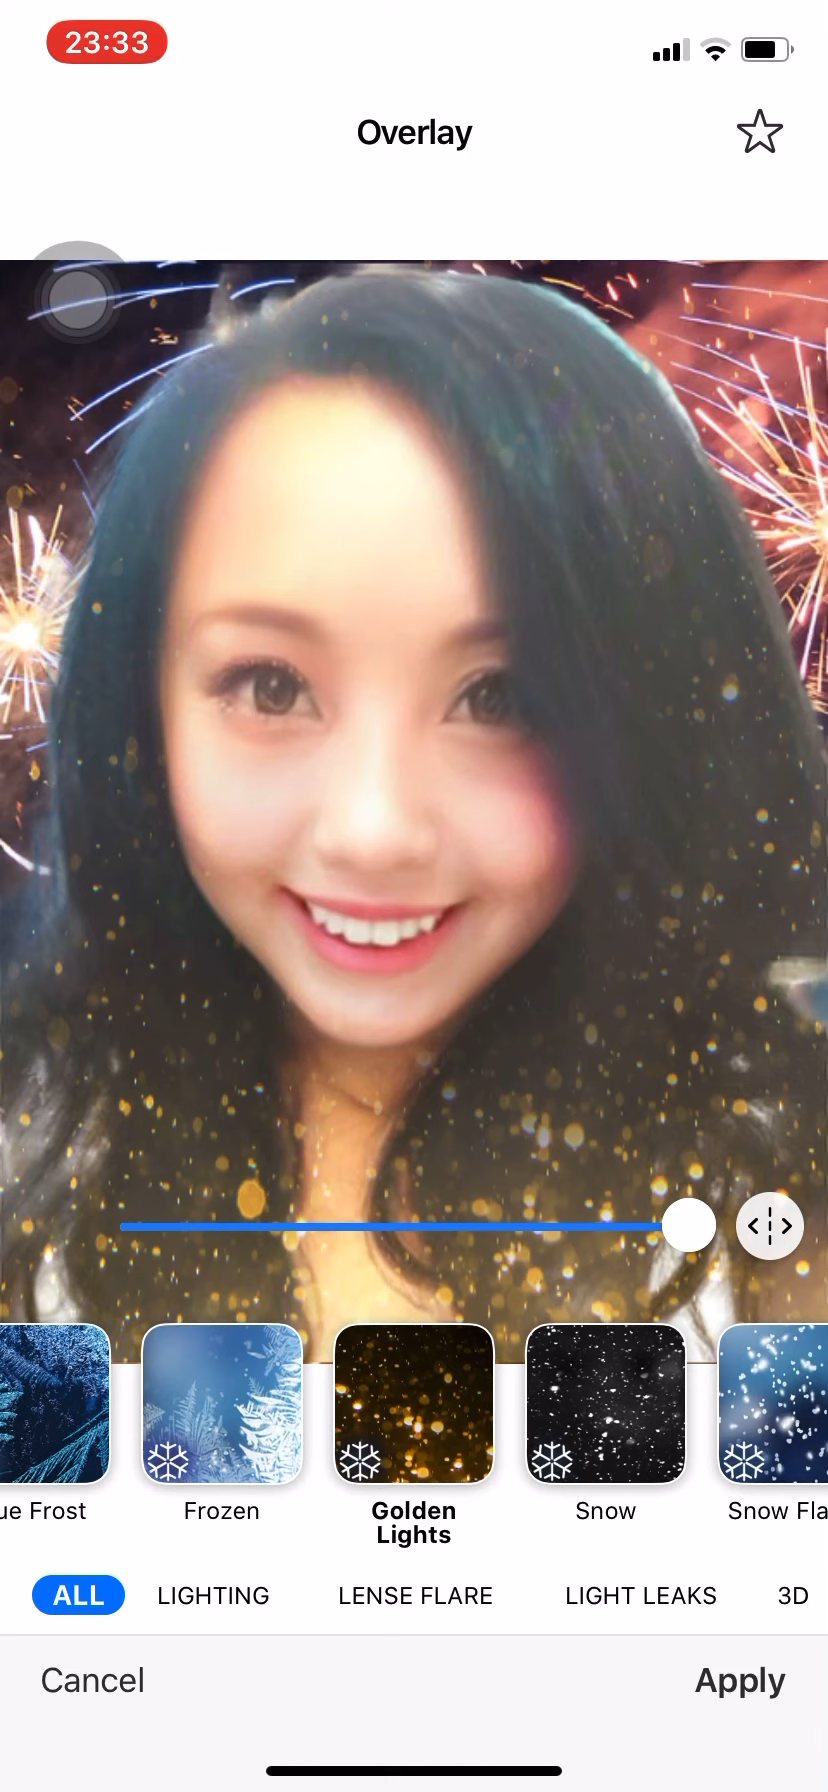 23:33
Overlay
ue Frost
Frozen
Golden
Lights
Snow
Snow Fla
ALL
LIGHTING
LENSE FLARE
LIGHT LEAKS
3D
Cancel
Apply